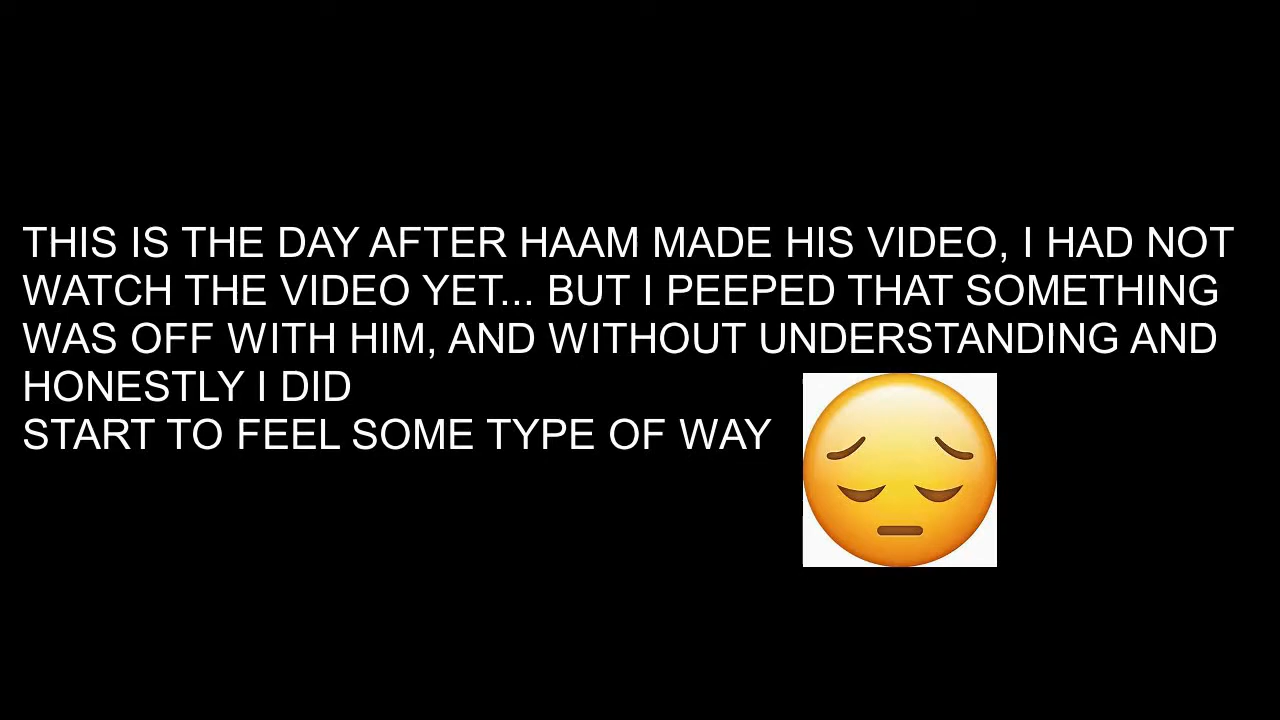 THIS IS THE DAY AFTER HAAM MADE HIS VIDEO, I HAD NOT
WATCH THE VIDEO YET... BUT I PEEPED THAT SOMETHING
WAS OFF WITH HIM, AND WITHOUT UNDERSTANDING AND
HONESTLY I DID
START TO FEEL SOME TYPE OF WAY